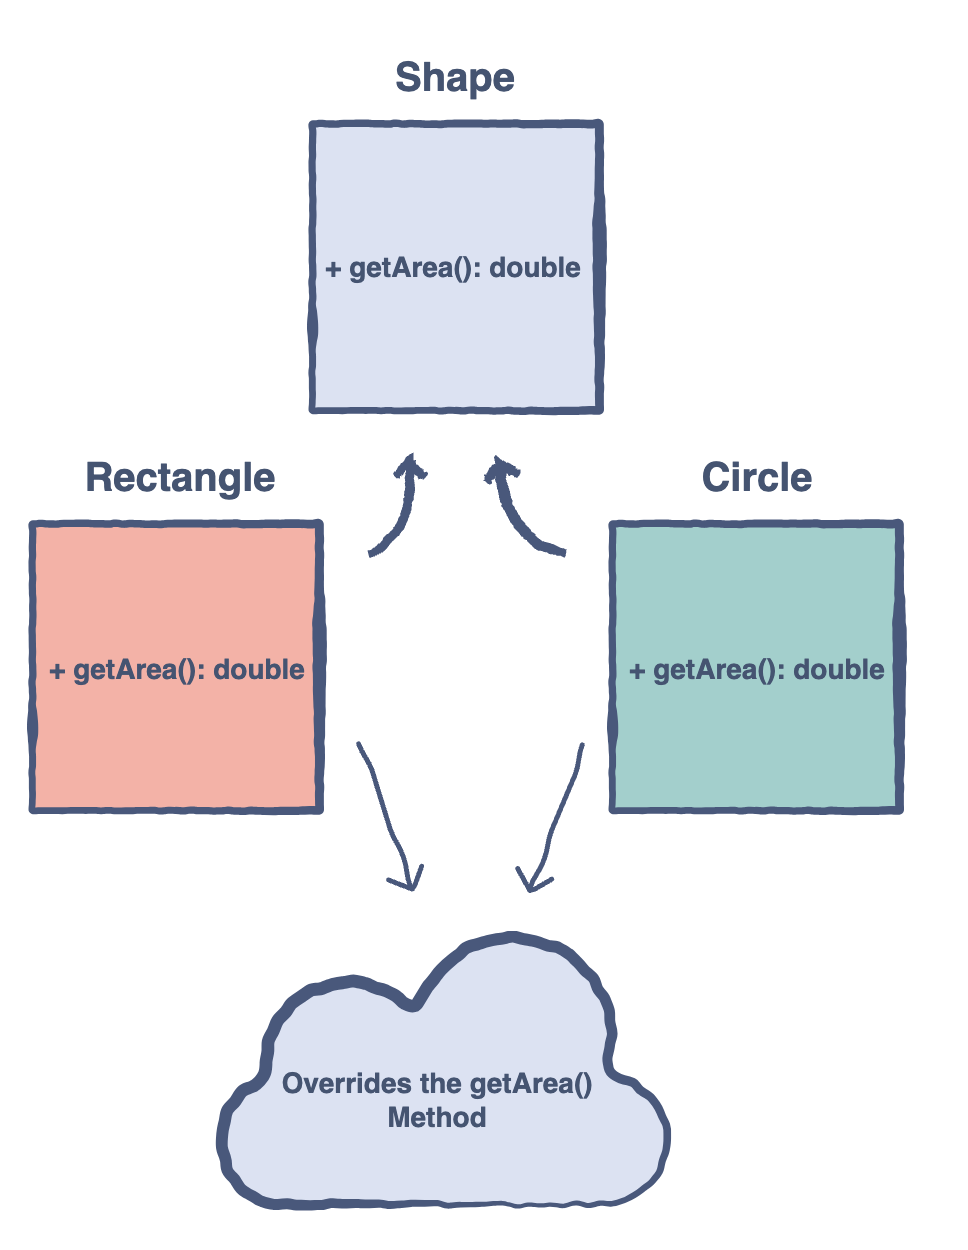 Shape
+ getArea(): double
Rectangle
Circle
+ getArea(): double
+ getArea(): double
Overrides the getArea()
Method